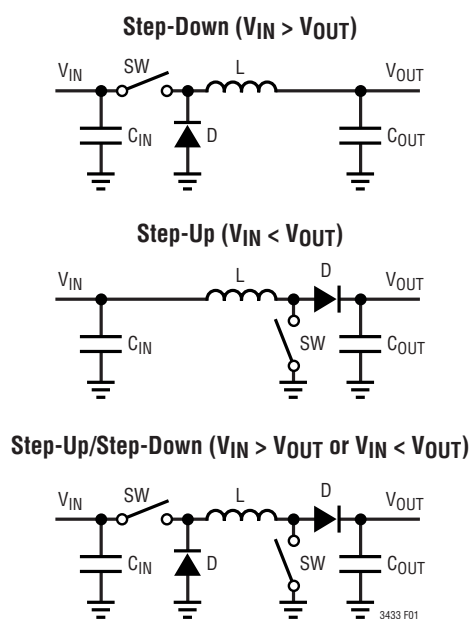 Step-Down (VIN > VOUT)
VIN SW L VOUT
CIN D COUT
Step-Up (VIN < VOUT)
VIN L D VOUT
CIN SW COUT
Step-Up/Step-Down (VIN > VOUT or VIN < VOUT)
VIN SW L D VOUT
CIN D SW COUT
3433 F01